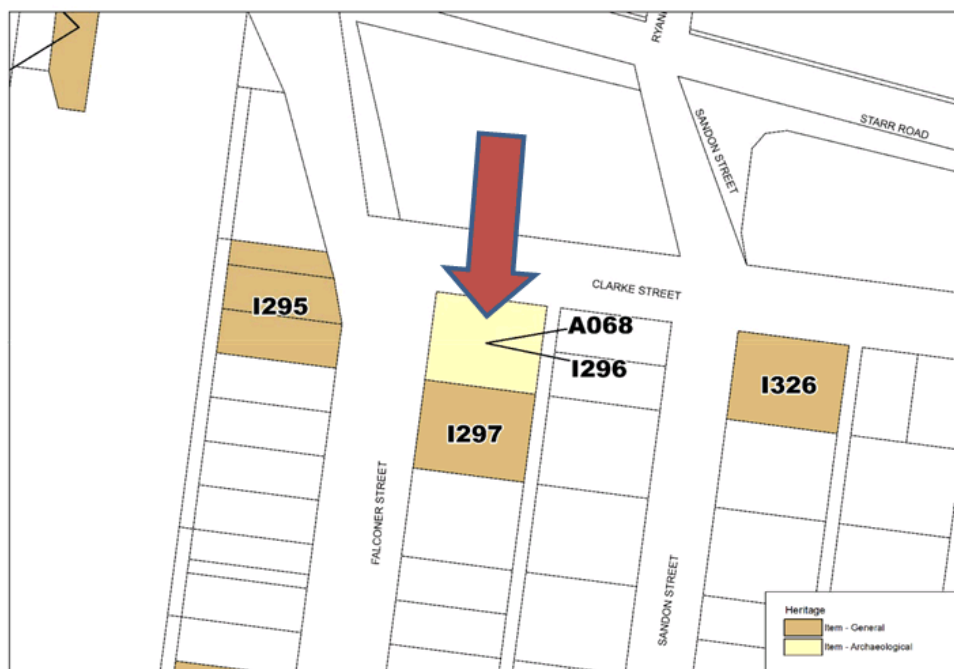 RYAN
STARR ROAD
SANDON STREET
CLARKE STREET
I295
A068
I296
I326
I297
FALCONER STREET
SANDON STREET
Heritage
Item - General
Item - Archaeological